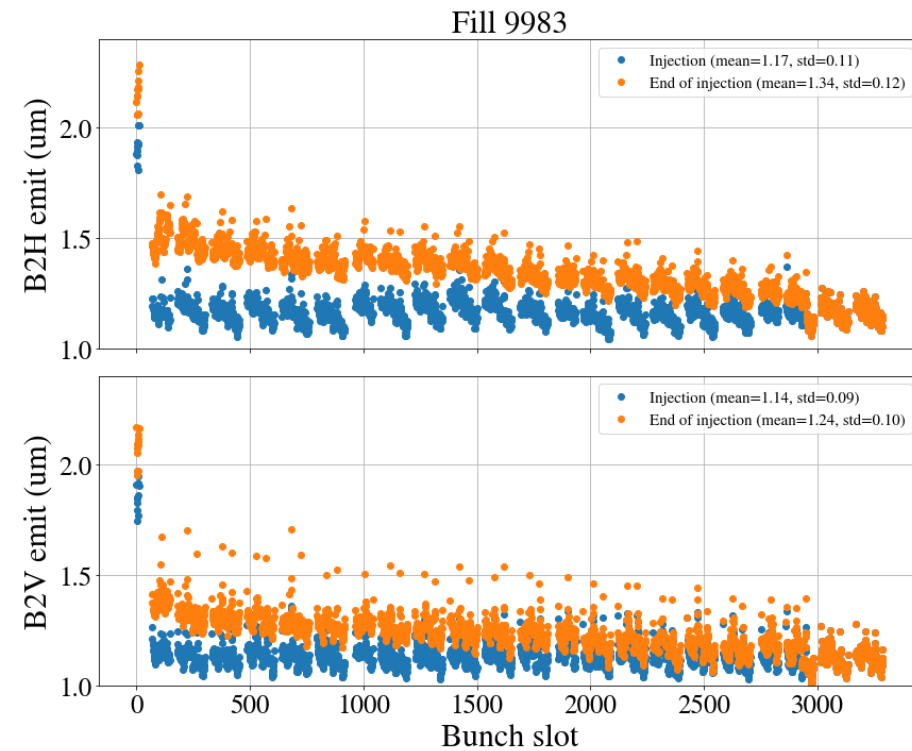 Fill 9983
B2H emit (um)
2.0
1.5
1.0
Injection (mean=1.17, std=0.11)
End of injection (mean=1.34, std=0.12)
B2V emit (um)
2.0
1.5
1.0
Injection (mean=1.14, std=0.09)
End of injection (mean=1.24, std=0.10)
0 500 1000 1500 2000 2500 3000
Bunch slot